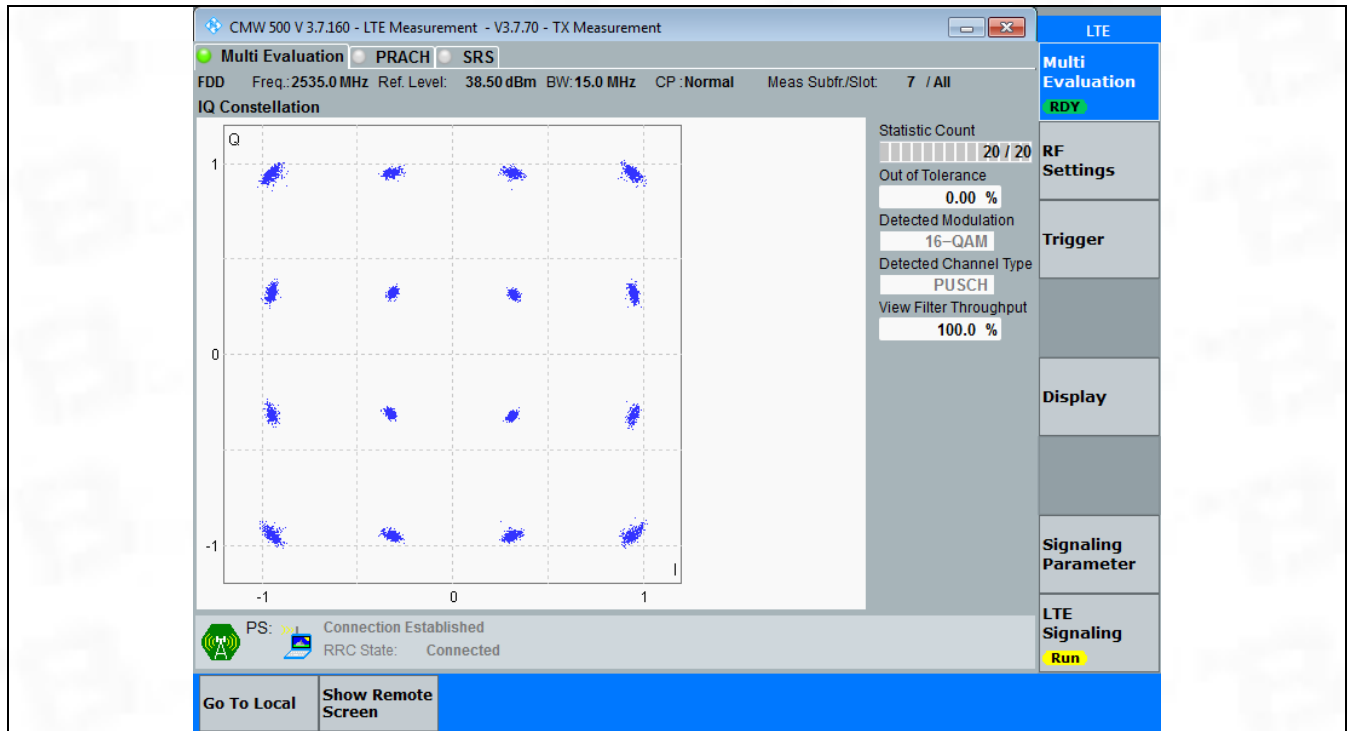 CMW 500 V 3.7.160 - LTE Measurement - V3.7.70 - TX Measurement
LTE
Multi Evaluation PRACH SRS
FDD Freq.: 2535.0 MHz Ref. Level: 38.50 dBm BW: 15.0 MHz CP : Normal Meas Subfr./Slot: 7 / All
IQ Constellation
Q
1
0
-1
-1 0 1
I
Statistic Count
20 / 20
Out of Tolerance
0.00 %
Detected Modulation
16-QAM
Detected Channel Type
PUSCH
View Filter Throughput
100.0 %
Multi
Evaluation
RDY
RF
Settings
Trigger
Display
Signaling
Parameter
LTE
Signaling
Run
PS: Connection Established
RRC State: Connected
Go To Local
Show Remote
Screen